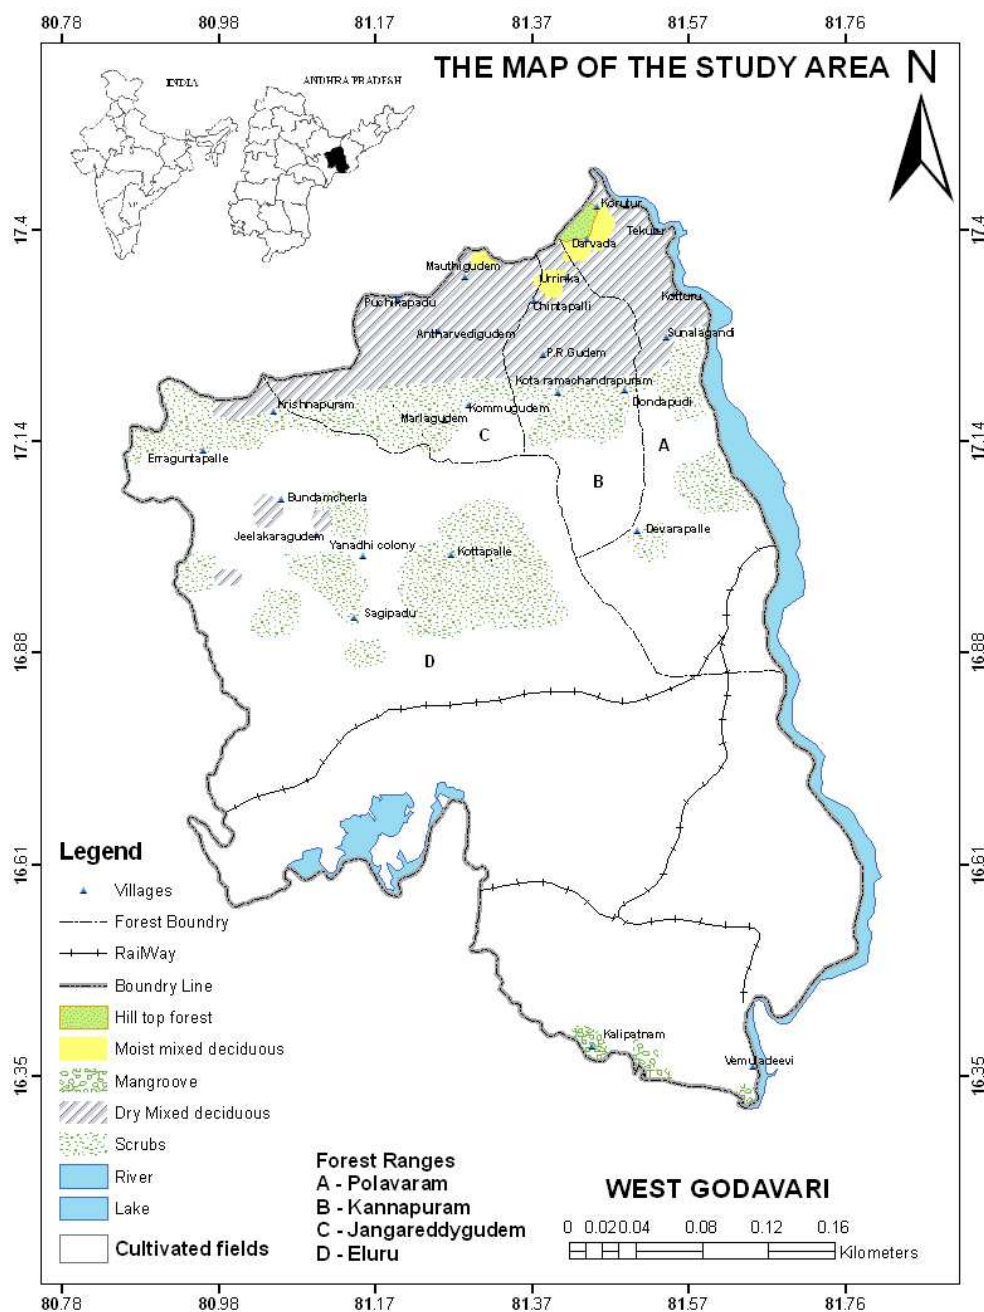 80.78 80.98 81.17 81.37 81.57 81.76
THE MAP OF THE STUDY AREA N
INDIA
ANDHRA PRADESH
17.4 17.4
17.14 17.14
16.88 16.88
16.61 16.61
16.35 16.35
Korutur
Tekulur
Darvada
Mauthigudem
Urrinka
Puchikapadu
Chintapalli
Kotturu
Antharvedigudem
Sunalagandi
P.R.Gudem
Kota ramachandrapuram
Dondapudi
Krishnapuram
Kommugudem
Marlagudem
C
A
Erraguntapalle
B
Bundamcherla
Devarapalle
Jeelakaragudem
Yanadhi colony
Kottapalle
Sagipadu
D
Kalipatnam
Vemuladeevi
Legend
Villages
Forest Boundry
RailWay
Boundry Line
Hill top forest
Moist mixed deciduous
Mangroove
Dry Mixed deciduous
Scrubs
River
Lake
Cultivated fields
Forest Ranges
A - Polavaram
B - Kannapuram
C - Jangareddygudem
D - Eluru
WEST GODAVARI
0 0.02 0.04 0.08 0.12 0.16
Kilometers
80.78 80.98 81.17 81.37 81.57 81.76